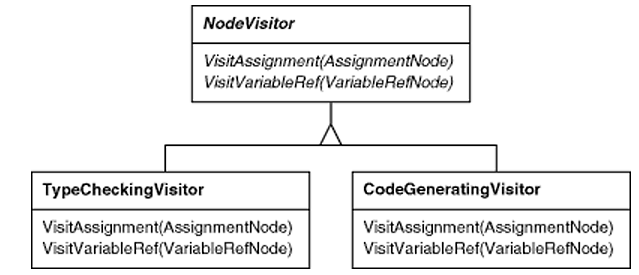 NodeVisitor
VisitAssignment(AssignmentNode)
VisitVariableRef(VariableRefNode)
TypeCheckingVisitor
VisitAssignment(AssignmentNode)
VisitVariableRef(VariableRefNode)
CodeGeneratingVisitor
VisitAssignment(AssignmentNode)
VisitVariableRef(VariableRefNode)